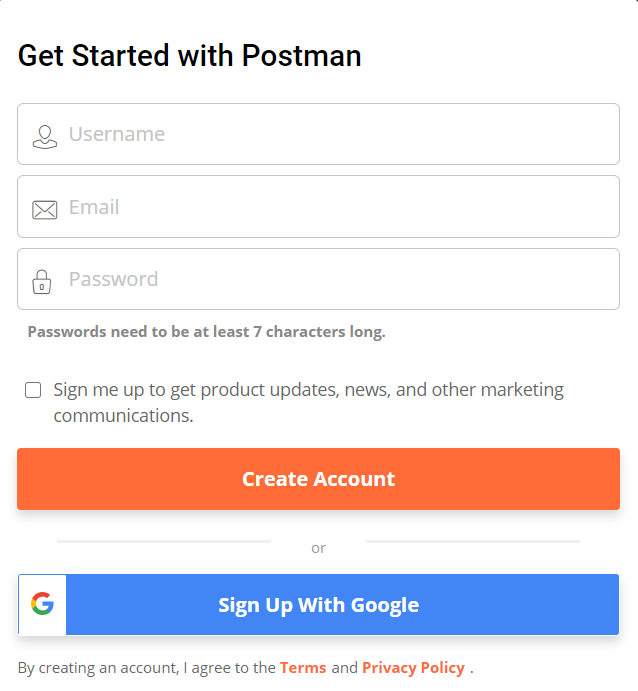 Get Started with Postman
Username
Email
Password
Passwords need to be at least 7 characters long.
Sign me up to get product updates, news, and other marketing
communications.
Create Account
or
Sign Up With Google
By creating an account, I agree to the Terms and Privacy Policy .